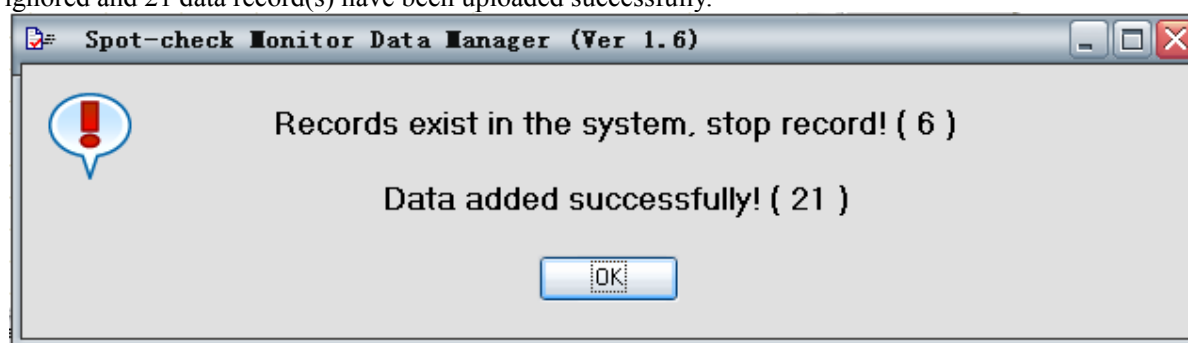 ignored and 21 data record(s) have been uploaded successfully.
Spot-check Monitor Data Manager (Ver 1.6)
Records exist in the system, stop record! ( 6 )
Data added successfully! ( 21 )
OK